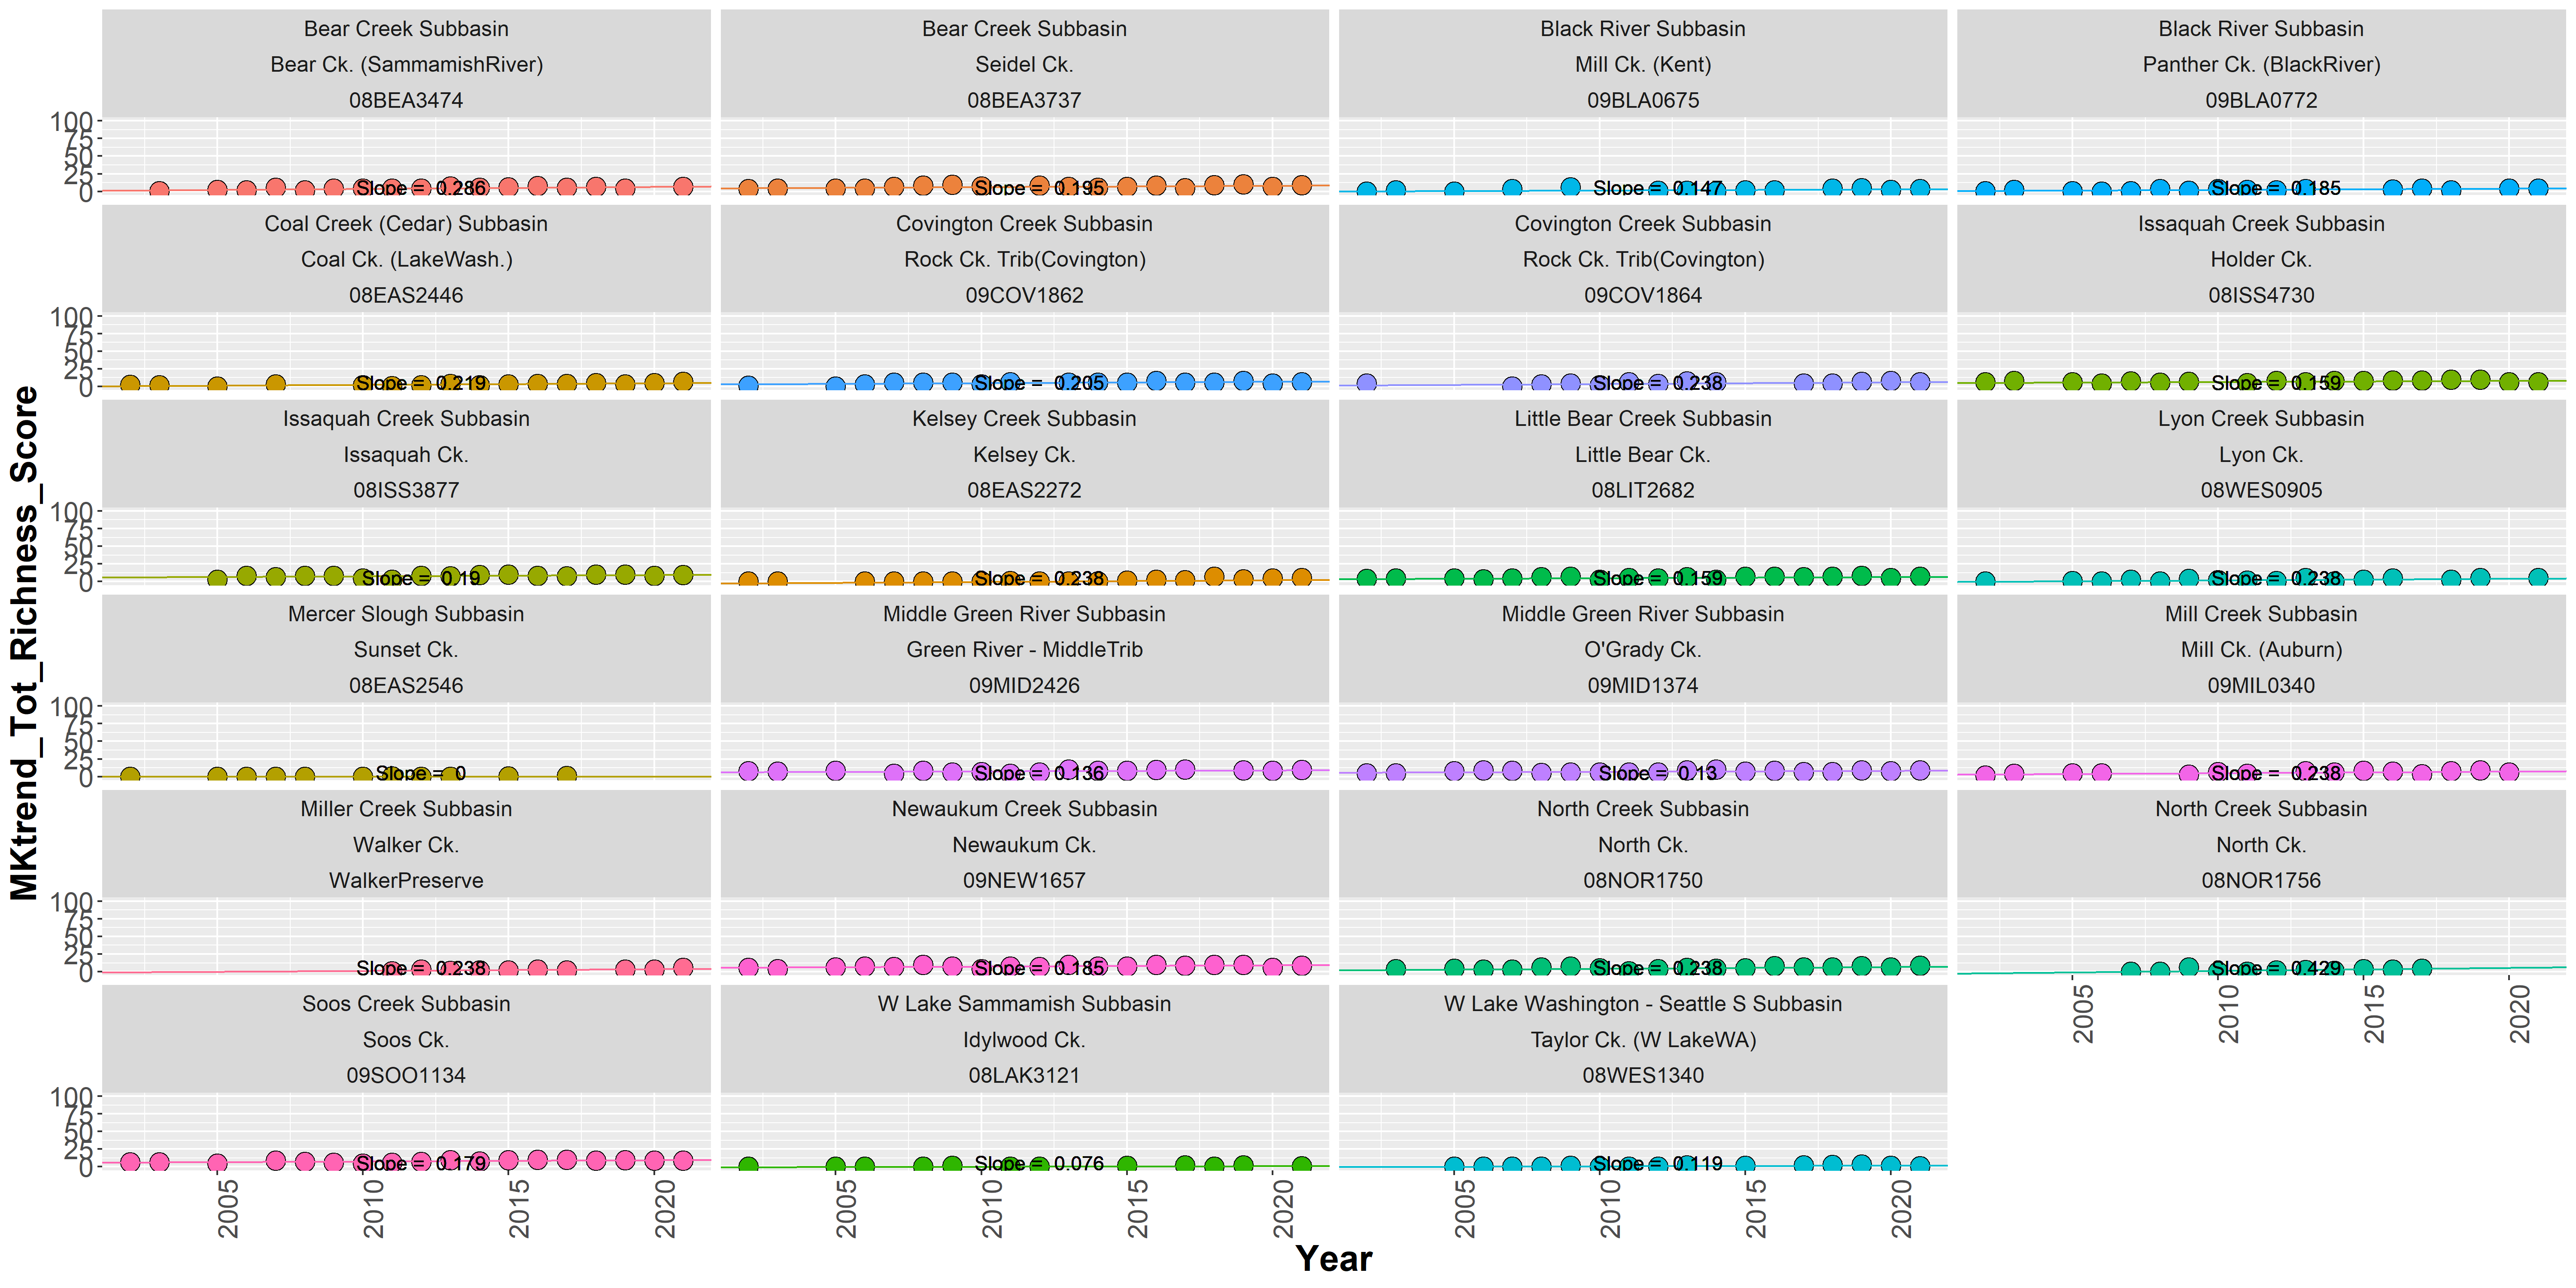 Bear Creek Subbasin
Bear Ck. (SammamishRiver)
08BEA3474
Bear Creek Subbasin
Seidel Ck.
08BEA3737
Black River Subbasin
Mill Ck. (Kent)
09BLA0675
Black River Subbasin
Panther Ck. (BlackRiver)
09BLA0772
100
75
50
25
0
Slope = 0.286
Slope = 0.195
Slope = 0.147
Slope = 0.185
Coal Creek (Cedar) Subbasin
Coal Ck. (LakeWash.)
08EAS2446
Covington Creek Subbasin
Rock Ck. Trib(Covington)
09COV1862
Covington Creek Subbasin
Rock Ck. Trib(Covington)
09COV1864
Issaquah Creek Subbasin
Holder Ck.
08ISS4730
100
75
50
25
0
Slope = 0.219
Slope = 0.205
Slope = 0.238
Slope = 0.159
Issaquah Creek Subbasin
Issaquah Ck.
08ISS3877
Kelsey Creek Subbasin
Kelsey Ck.
08EAS2272
Little Bear Creek Subbasin
Little Bear Ck.
08LIT2682
Lyon Creek Subbasin
Lyon Ck.
08WES0905
100
75
50
25
0
Slope = 0.19
Slope = 0.238
Slope = 0.159
Slope = 0.238
Mercer Slough Subbasin
Sunset Ck.
08EAS2546
Middle Green River Subbasin
Green River - MiddleTrib
09MID2426
Middle Green River Subbasin
O'Grady Ck.
09MID1374
Mill Creek Subbasin
Mill Ck. (Auburn)
09MIL0340
100
75
50
25
0
Slope = 0
Slope = 0.136
Slope = 0.13
Slope = 0.238
Miller Creek Subbasin
Walker Ck.
WalkerPreserve
Newaukum Creek Subbasin
Newaukum Ck.
09NEW1657
North Creek Subbasin
North Ck.
08NOR1750
North Creek Subbasin
North Ck.
08NOR1756
100
75
50
25
0
Slope = 0.238
Slope = 0.185
Slope = 0.238
Slope = 0.429
2005
2010
2015
2020
Soos Creek Subbasin
Soos Ck.
09SOO1134
W Lake Sammamish Subbasin
Idylwood Ck.
08LAK3121
W Lake Washington - Seattle S Subbasin
Taylor Ck. (W LakeWA)
08WES1340
100
75
50
25
0
Slope = 0.179
Slope = 0.076
Slope = 0.119
2005
2010
2015
2020
2005
2010
2015
2020
2005
2010
2015
2020
Year
MKtrend_Tot_Richness_Score